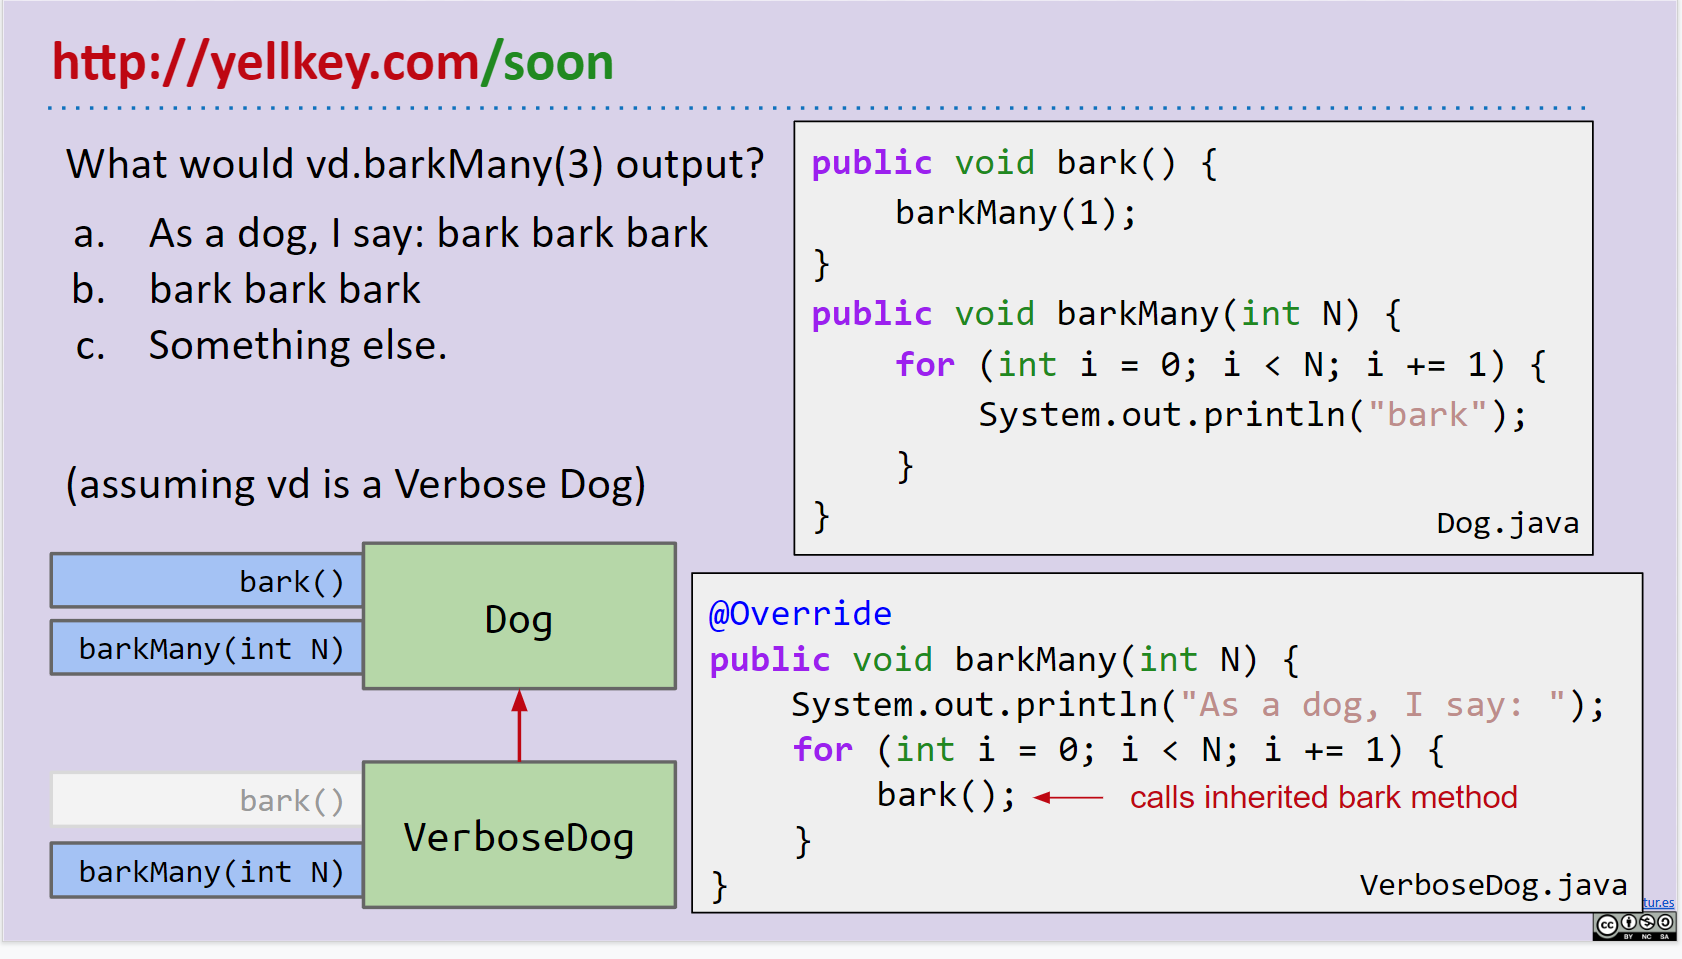 http://yellkey.com/soon
What would vd.barkMany(3) output?
a. As a dog, I say: bark bark bark
b. bark bark bark
c. Something else.
(assuming vd is a Verbose Dog)
public void bark() {
    barkMany(1);
}
public void barkMany(int N) {
    for (int i = 0; i < N; i += 1) {
        System.out.println("bark");
    }
}
Dog.java
bark()
barkMany(int N)
Dog
bark()
barkMany(int N)
VerboseDog
@Override
public void barkMany(int N) {
    System.out.println("As a dog, I say: ");
    for (int i = 0; i < N; i += 1) {
        bark(); calls inherited bark method
    }
}
VerboseDog.java
tur.es
cc
BY NC SA